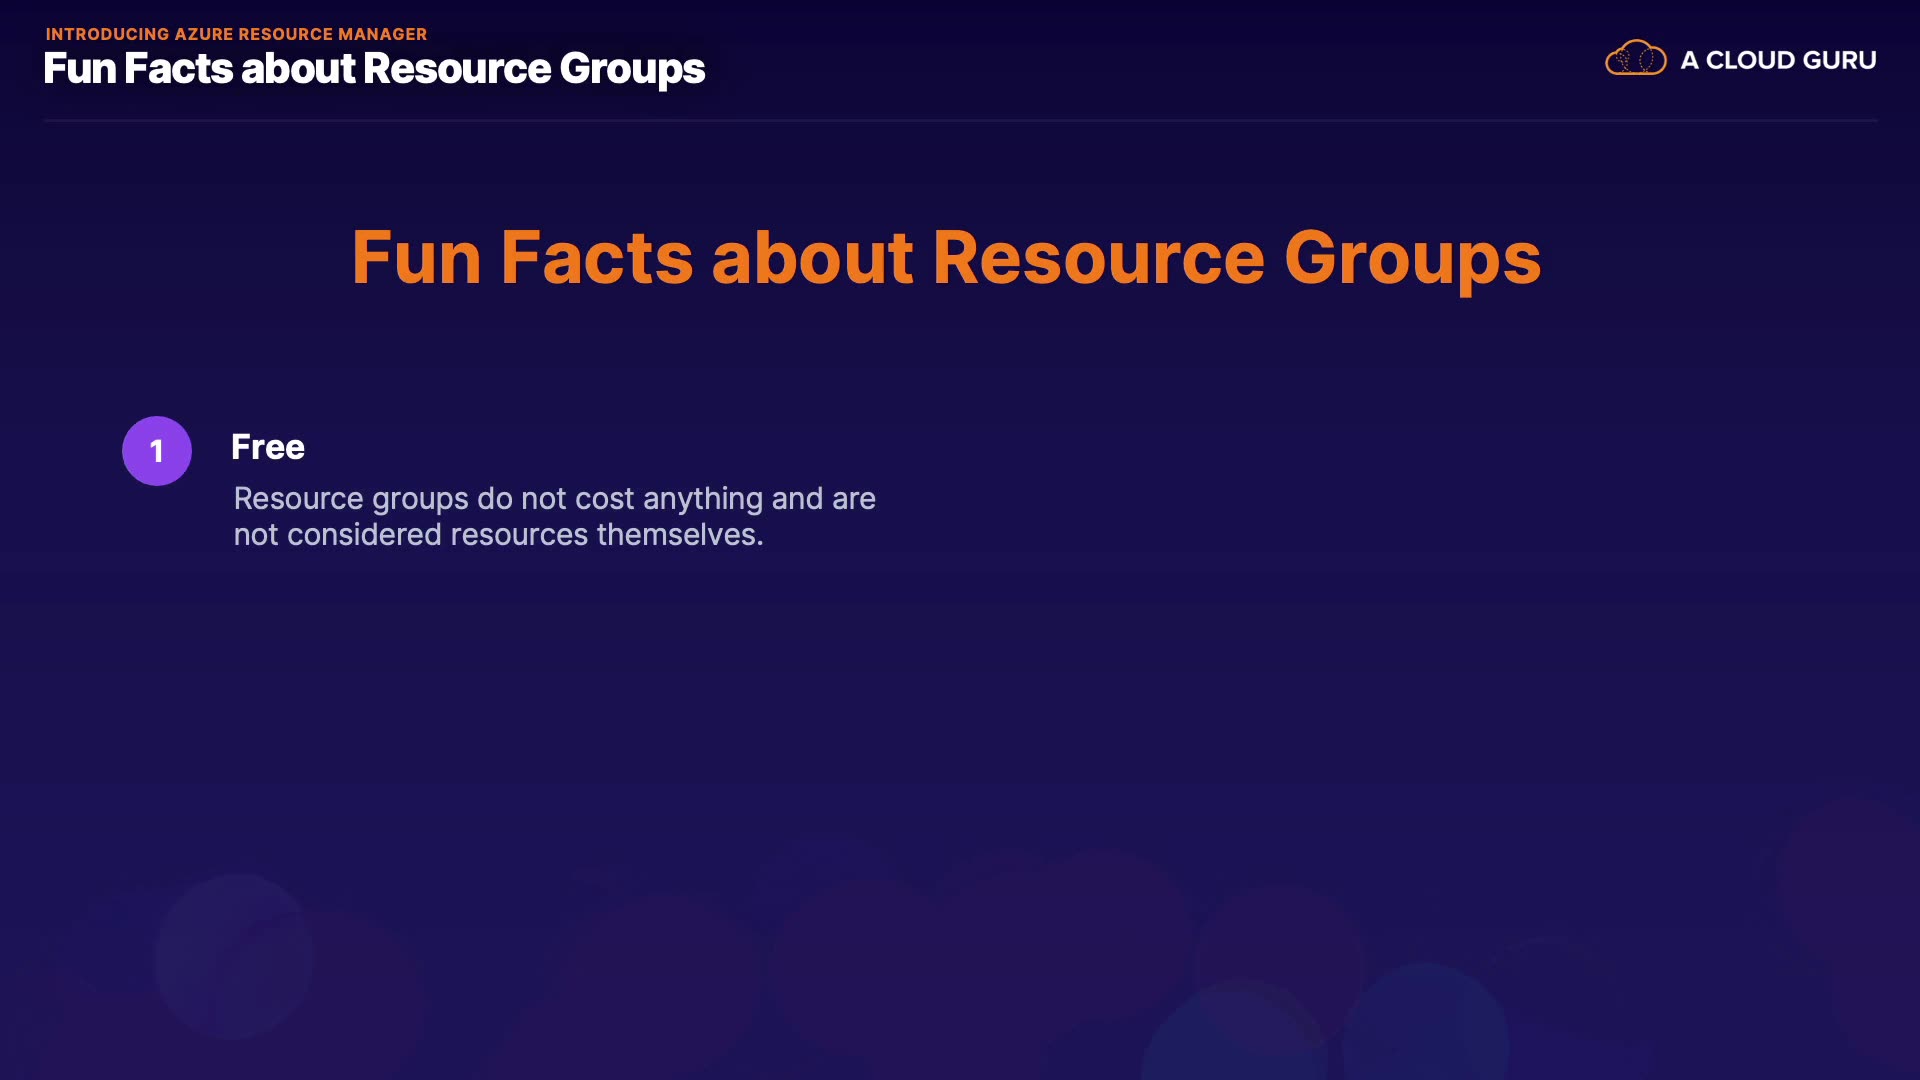 INTRODUCING AZURE RESOURCE MANAGER
Fun Facts about Resource Groups
A CLOUD GURU
Fun Facts about Resource Groups
1
Free
Resource groups do not cost anything and are
not considered resources themselves.